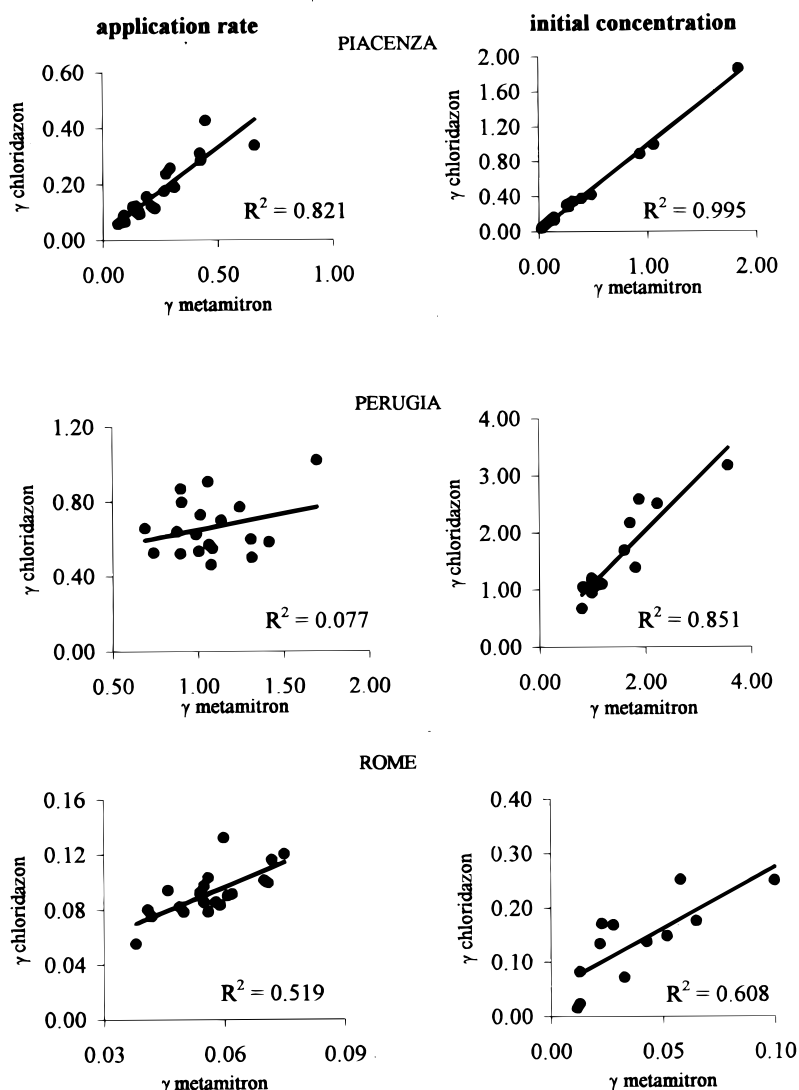 application rate
initial concentration
PIACENZA
γ chloridazon
0.60
0.40
0.20
0.00
R² = 0.821
0.00 0.50 1.00
γ metamitron
γ chloridazon
2.00
1.60
1.20
0.80
0.40
0.00
R² = 0.995
0.00 1.00 2.00
γ metamitron
PERUGIA
γ chloridazon
1.20
0.80
0.40
0.00
R² = 0.077
0.50 1.00 1.50 2.00
γ metamitron
γ chloridazon
4.00
3.00
2.00
1.00
0.00
R² = 0.851
0.00 2.00 4.00
γ metamitron
ROME
γ chloridazon
0.16
0.12
0.08
0.04
0.00
R² = 0.519
0.03 0.06 0.09
γ metamitron
γ chloridazon
0.40
0.30
0.20
0.10
0.00
R² = 0.608
0.00 0.05 0.10
γ metamitron